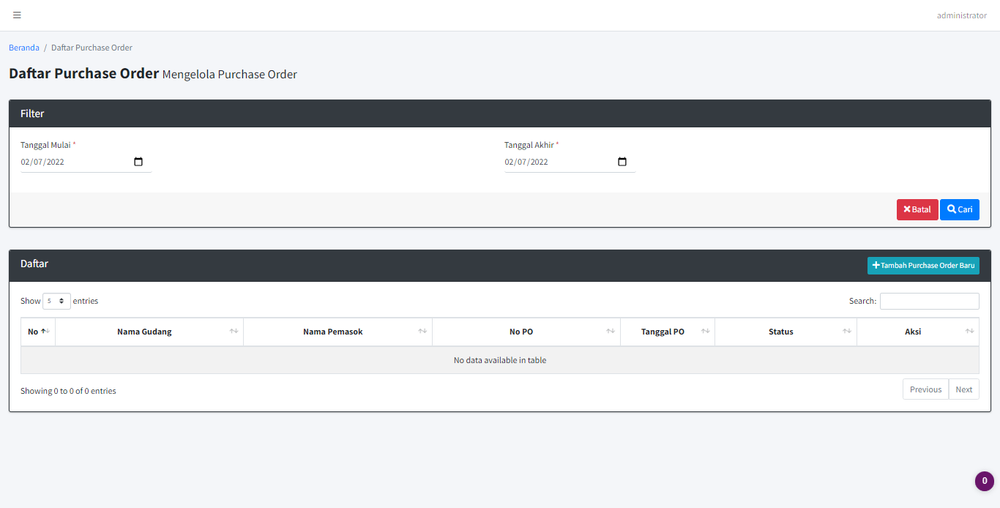 administrator
Beranda / Daftar Purchase Order
Daftar Purchase Order Mengelola Purchase Order
Filter
Tanggal Mulai * Tanggal Akhir *
02/07/2022 02/07/2022
Batal Cari
Daftar Tambah Purchase Order Baru
Show 5 entries Search:
No Nama Gudang Nama Pemasok No PO Tanggal PO Status Aksi
No data available in table
Showing 0 to 0 of 0 entries Previous Next
0